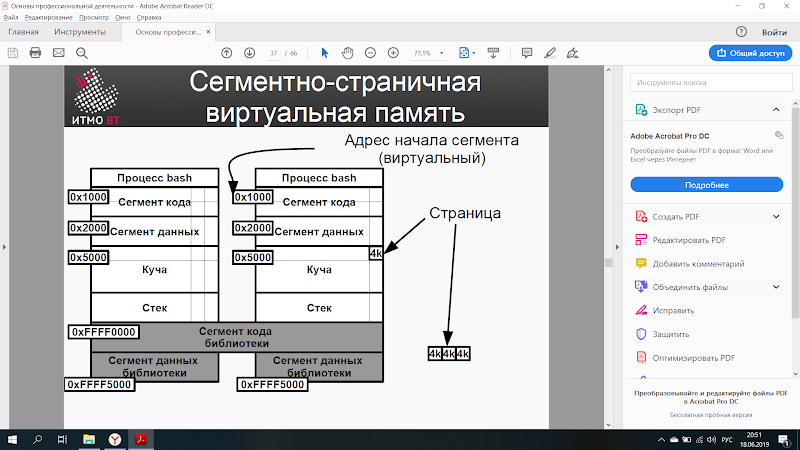 Основы профессиональной деятельности - Adobe Acrobat Reader DC
Файл Редактирование Просмотр Окно Справка
Главная Инструменты Основы професси... × Войти
37 / 66 77,1% Общий доступ
Сегментно-страничная
виртуальная память
ИТМО ВТ
Адрес начала сегмента
(виртуальный)
Процесс bash Процесс bash
0x1000 Сегмент кода 0x1000 Сегмент кода
0x2000 Сегмент данных 0x2000 Сегмент данных
Страница
0x5000 Куча 0x5000 Куча 4k
Стек Стек
0xFFFF0000 Сегмент кода
библиотеки
4k 4k 4k
Сегмент данных
библиотеки
Сегмент данных
библиотеки
0xFFFF5000 0xFFFF5000
Инструменты поиска
Экспорт PDF
Adobe Acrobat Pro DC
Преобразуйте файлы PDF в формат Word или
Excel через Интернет
Подробнее
Создать PDF
Редактировать PDF
Добавить комментарий
Объединить файлы
Исправить
Защитить
Оптимизировать PDF
Преобразовывайте и редактируйте файлы PDF
в Acrobat Pro DC
Бесплатная пробная версия
РУС
20:51
18.06.2019